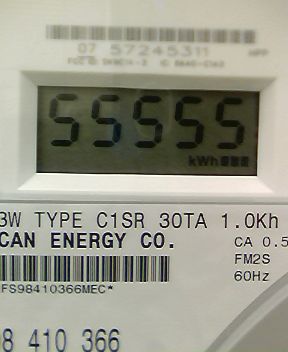 07 57245311
55555
kWh
3W TYPE C1SR 30TA 1.0Kh
CAN ENERGY CO.
CA 0.5
FM2S
60Hz
FS98410366MEC*
98 410 366